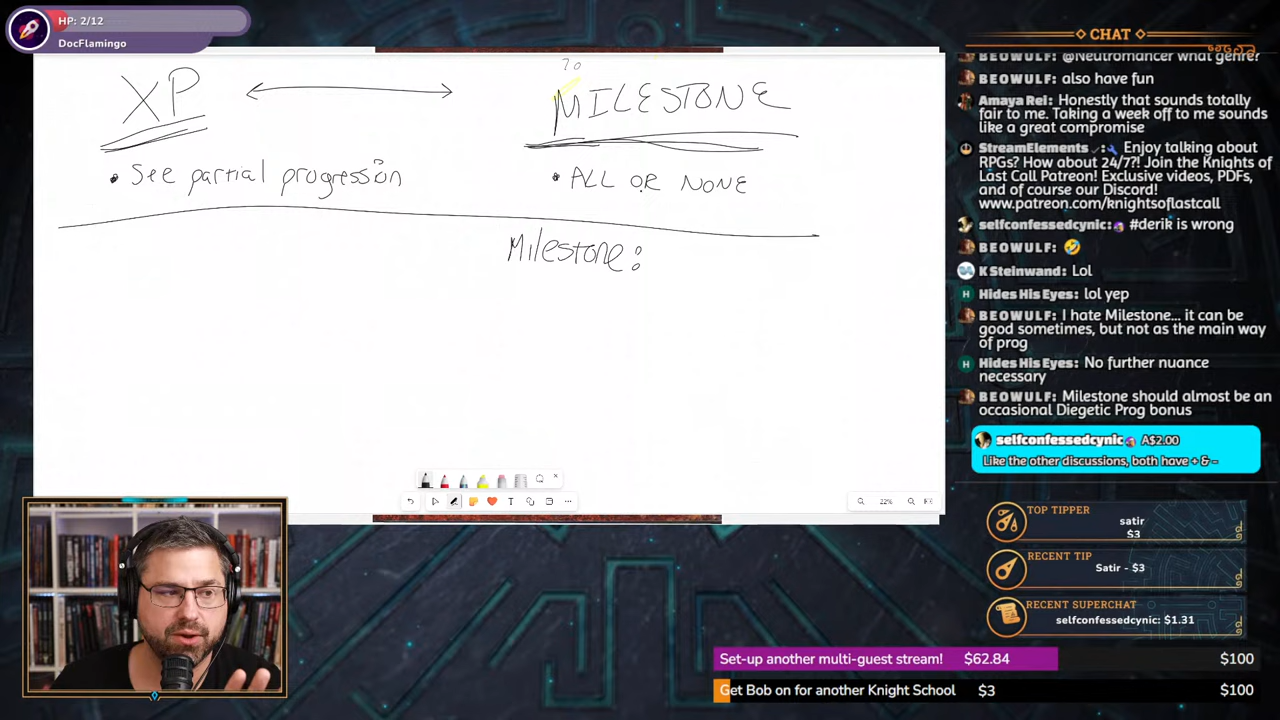 HP: 2/12
DocFlamingo
XP
MILESTONE
• See partial progression
• ALL OR NONE
Milestone:
22%
CHAT
BEOWULF: @Neutromancer what genre?
BEOWULF: also have fun
Amaya Rei: Honestly that sounds totally
fair to me. Taking a week off to me sounds
like a great compromise
StreamElements: Enjoy talking about
RPGs? How about 24/7?! Join the Knights of
Last Call Patreon! Exclusive videos, PDFs,
and of course our Discord!
www.patreon.com/knightsoflastcall
selfconfessedcynic: #derik is wrong
BEOWULF: 🤣
K Steinwand: Lol
H Hides His Eyes: lol yep
BEOWULF: I hate Milestone... it can be
good sometimes, but not as the main way
of prog
H Hides His Eyes: No further nuance
necessary
BEOWULF: Milestone should almost be an
occasional Diegetic Prog bonus
selfconfessedcynic A$2.00
Like the other discussions, both have + & -
TOP TIPPER
satir
$3
RECENT TIP
Satir - $3
RECENT SUPERCHAT
selfconfessedcynic: $1.31
Set-up another multi-guest stream! $62.84 $100
Get Bob on for another Knight School $3 $100